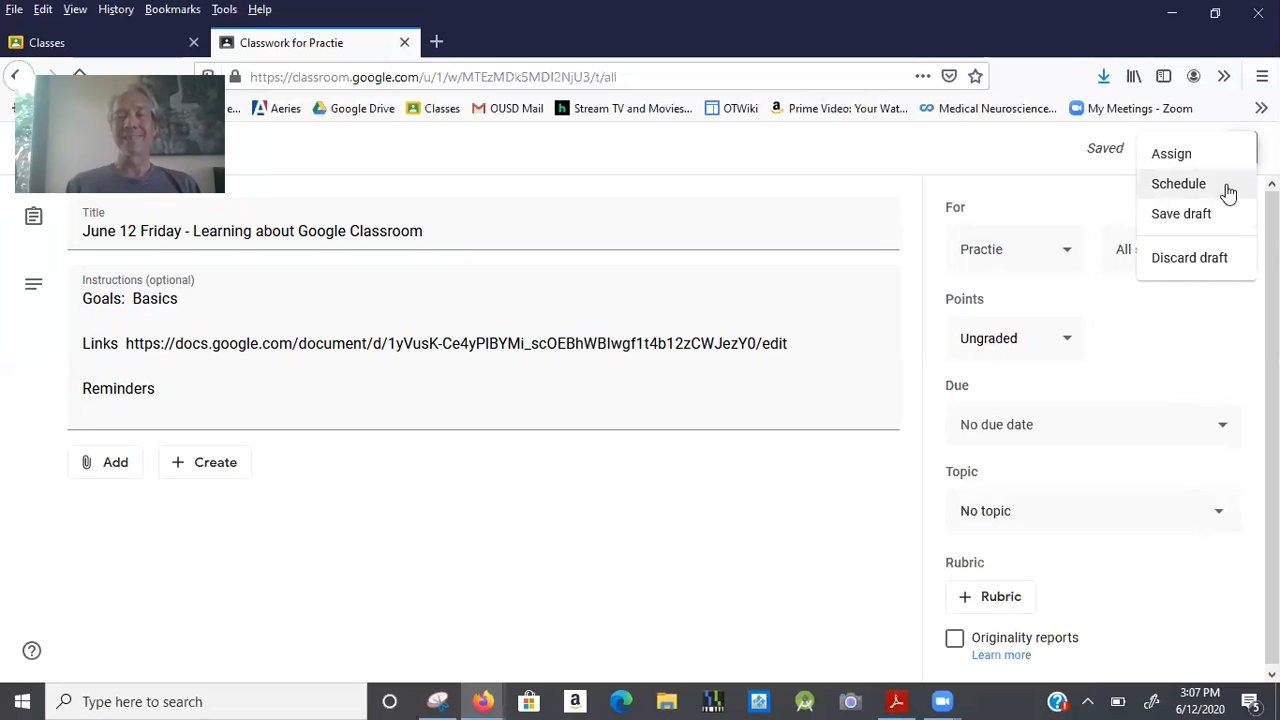 File Edit View History Bookmarks Tools Help
Classes
Classwork for Practie
https://classroom.google.com/u/1/w/MTEzMDk5MDI2NjU3/t/all
Aeries Google Drive Classes OUSD Mail Stream TV and Movies... OTWiki Prime Video: Your Wat... Medical Neuroscience... My Meetings - Zoom
Saved
Assign
Schedule
Save draft
Discard draft
Title
June 12 Friday - Learning about Google Classroom
Instructions (optional)
Goals: Basics
Links https://docs.google.com/document/d/1yVusK-Ce4yPlBYMi_scOEBhWBlwgf1t4b12zCWJezY0/edit
Reminders
Add
Create
For
Practie
All
Points
Ungraded
Due
No due date
Topic
No topic
Rubric
Rubric
Originality reports
Learn more
Type here to search
3:07 PM
6/12/2020
5